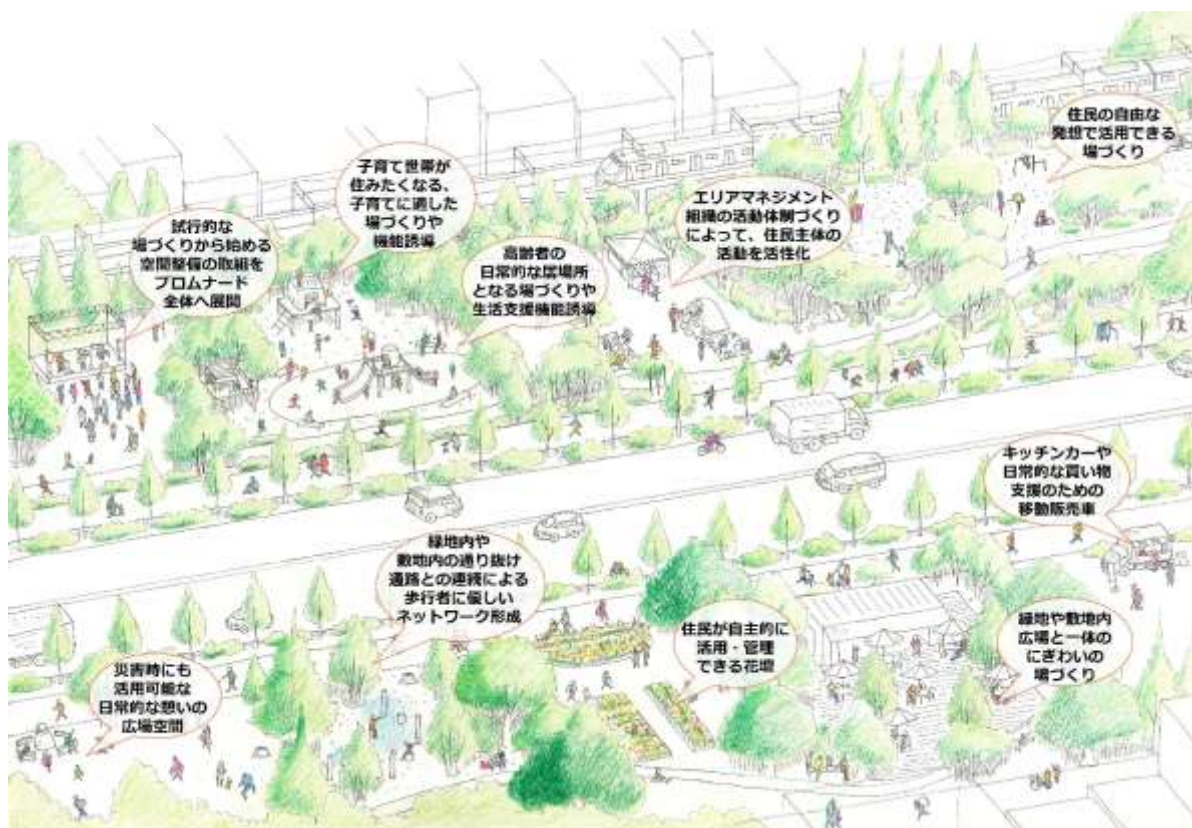 住民の自由な
発想で活用できる
場づくり
子育て世帯が
住みたくなる、
子育てに適した
場づくりや
機能誘導
エリアマネジメント
組織の活動体制づくり
によって、住民主体の
活動を活性化
試行的な
場づくりから始める
空間整備の取組を
プロムナード
全体へ展開
高齢者の
日常的な居場所
となる場づくりや
生活支援機能誘導
キッチンカーや
日常的な買い物
支援のための
移動販売車
緑地内や
敷地内の通り抜け
通路との連続による
歩行者に優しい
ネットワーク形成
住民が自主的に
活用・管理
できる花壇
緑地や敷地内
広場と一体の
にぎわいの
場づくり
災害時にも
活用可能な
日常的な憩いの
広場空間